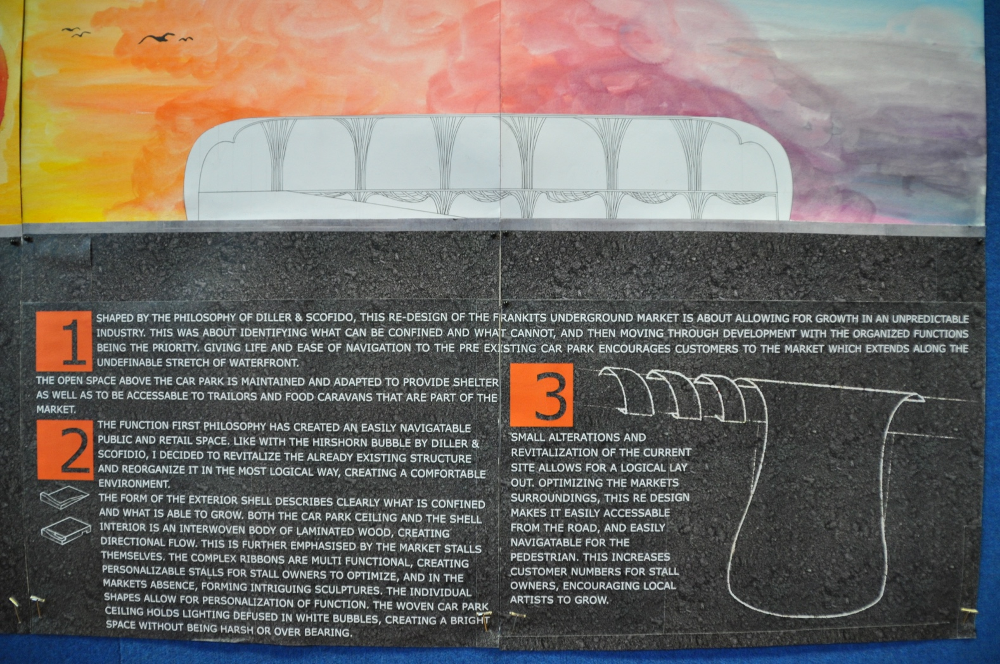 1
SHAPED BY THE PHILOSOPHY OF DILLER & SCOFIDO, THIS RE-DESIGN OF THE FRANKITS UNDERGROUND MARKET IS ABOUT ALLOWING FOR GROWTH IN AN UNPREDICTABLE
INDUSTRY. THIS WAS ABOUT IDENTIFYING WHAT CAN BE CONFINED AND WHAT CANNOT, AND THEN MOVING THROUGH DEVELOPMENT WITH THE ORGANIZED FUNCTIONS
BEING THE PRIORITY. GIVING LIFE AND EASE OF NAVIGATION TO THE PRE EXISTING CAR PARK ENCOURAGES CUSTOMERS TO THE MARKET WHICH EXTENDS ALONG THE
UNDEFINABLE STRETCH OF WATERFRONT.
THE OPEN SPACE ABOVE THE CAR PARK IS MAINTAINED AND ADAPTED TO PROVIDE SHELTER
AS WELL AS TO BE ACCESSABLE TO TRAILORS AND FOOD CARAVANS THAT ARE PART OF THE
MARKET.
2
THE FUNCTION FIRST PHILOSOPHY HAS CREATED AN EASILY NAVIGATABLE
PUBLIC AND RETAIL SPACE. LIKE WITH THE HIRSHORN BUBBLE BY DILLER &
SCOFIDIO, I DECIDED TO REVITALIZE THE ALREADY EXISTING STRUCTURE
AND REORGANIZE IT IN THE MOST LOGICAL WAY, CREATING A COMFORTABLE
ENVIRONMENT.
THE FORM OF THE EXTERIOR SHELL DESCRIBES CLEARLY WHAT IS CONFINED
AND WHAT IS ABLE TO GROW. BOTH THE CAR PARK CEILING AND THE SHELL
INTERIOR IS AN INTERWOVEN BODY OF LAMINATED WOOD, CREATING
DIRECTIONAL FLOW. THIS IS FURTHER EMPHASISED BY THE MARKET STALLS
THEMSELVES. THE COMPLEX RIBBONS ARE MULTI FUNCTIONAL, CREATING
PERSONALIZABLE STALLS FOR STALL OWNERS TO OPTIMIZE, AND IN THE
MARKETS ABSENCE, FORMING INTRIGUING SCULPTURES. THE INDIVIDUAL
SHAPES ALLOW FOR PERSONALIZATION OF FUNCTION. THE WOVEN CAR PARK
CEILING HOLDS LIGHTING DEFUSED IN WHITE BUBBLES, CREATING A BRIGHT
SPACE WITHOUT BEING HARSH OR OVER BEARING.
3
SMALL ALTERATIONS AND
REVITALIZATION OF THE CURRENT
SITE ALLOWS FOR A LOGICAL LAY
OUT. OPTIMIZING THE MARKETS
SURROUNDINGS, THIS RE DESIGN
MAKES IT EASILY ACCESSABLE
FROM THE ROAD, AND EASILY
NAVIGATABLE FOR THE
PEDESTRIAN. THIS INCREASES
CUSTOMER NUMBERS FOR STALL
OWNERS, ENCOURAGING LOCAL
ARTISTS TO GROW.